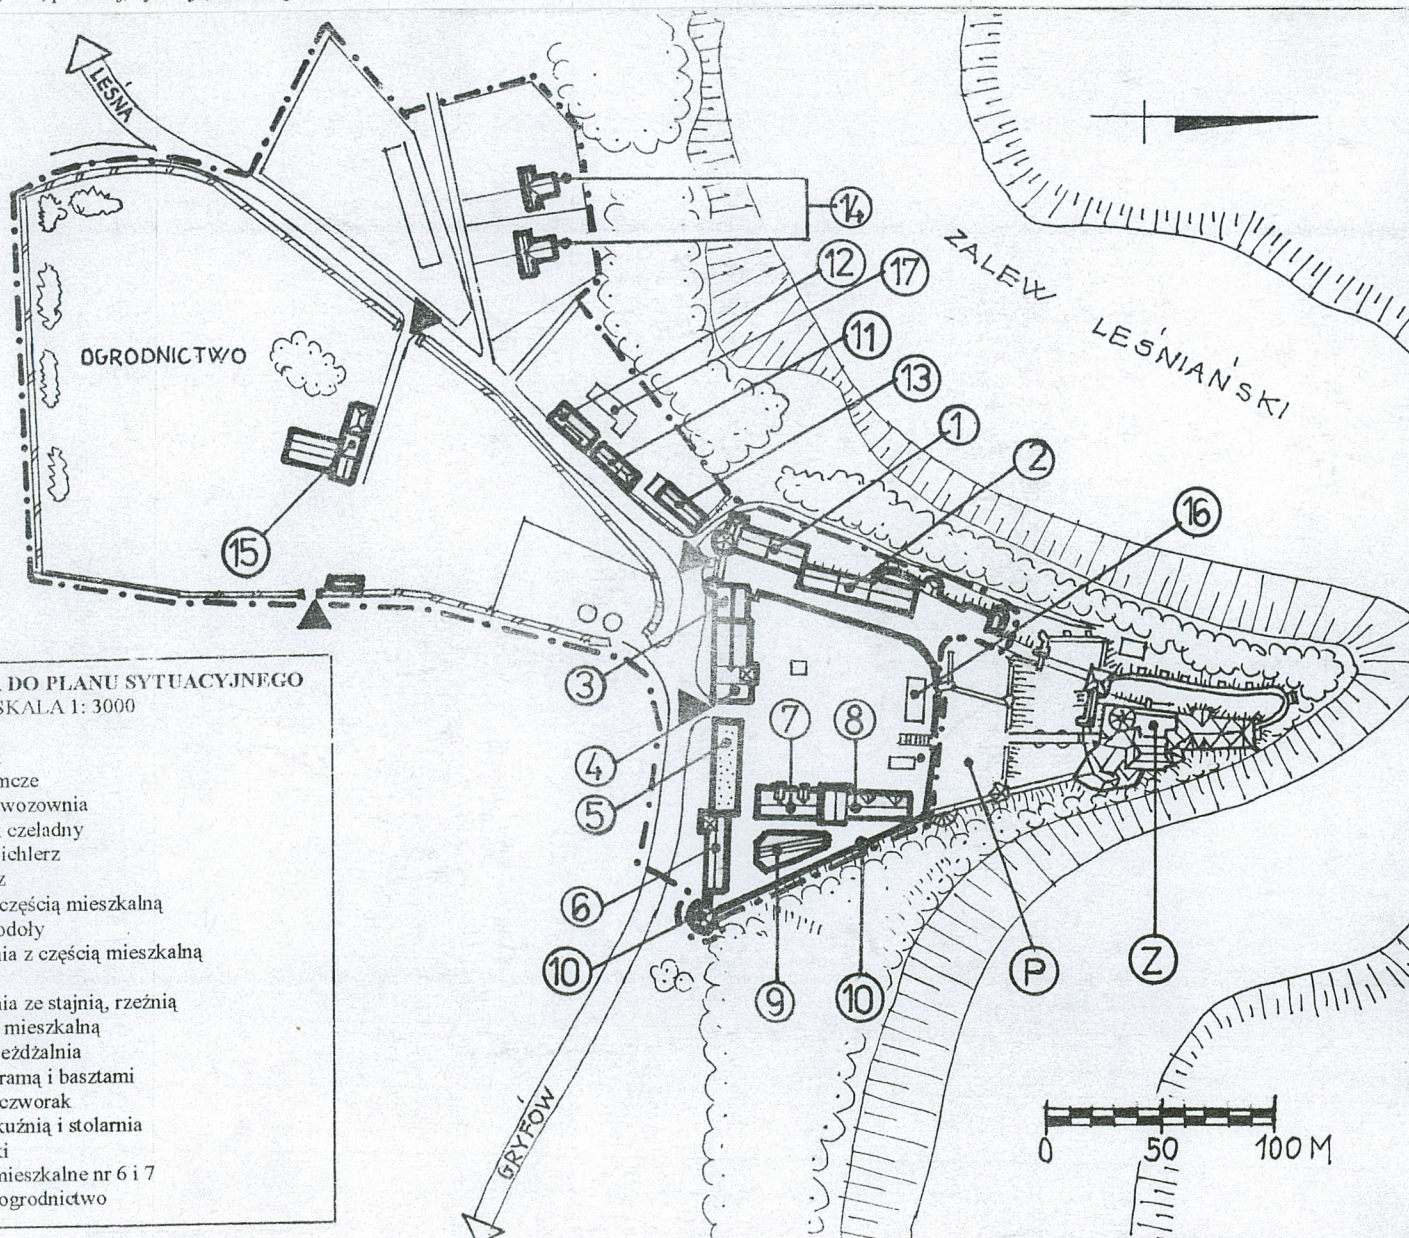 LEŚNA
14
12
17
ZALEW
LEŚNIAŃSKI
OGRODNICTWO
11
13
1
2
16
15
3
7
8
4
5
6
10
9
10
P
Z
GRYFÓW
0 50 100 M
DO PLANU SYTUACYJNEGO
SKALA 1: 3000
mcze
wozownia
czeladny
ichlerz
z
częścią mieszkalną
odoły
nia z częścią mieszkalną
nia ze stajnią, rzeźnią
mieszkalną
eżdżalnia
ramą i basztami
czworak
kuźnią i stolarnia
ki
mieszkalne nr 6 i 7
ogrodnictwo